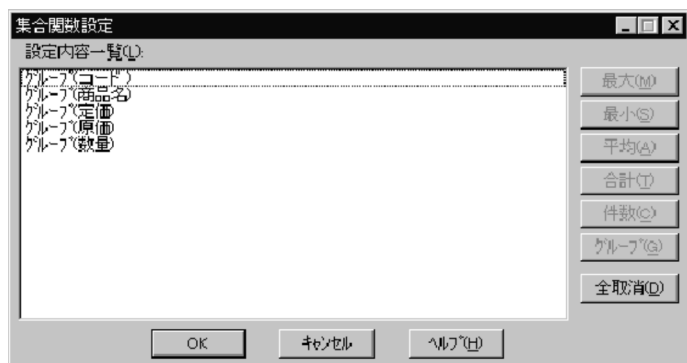 集合関数設定
設定内容一覧(L):
ｸﾞﾙｰﾌﾟ(コード)
ｸﾞﾙｰﾌﾟ(商品名)
ｸﾞﾙｰﾌﾟ(定価)
ｸﾞﾙｰﾌﾟ(原価)
ｸﾞﾙｰﾌﾟ(数量)
最大(M)
最小(S)
平均(A)
合計(T)
件数(C)
ｸﾞﾙｰﾌﾟ(G)
全取消(D)
OK
ｷｬﾝｾﾙ
ﾍﾙﾌﾟ(H)